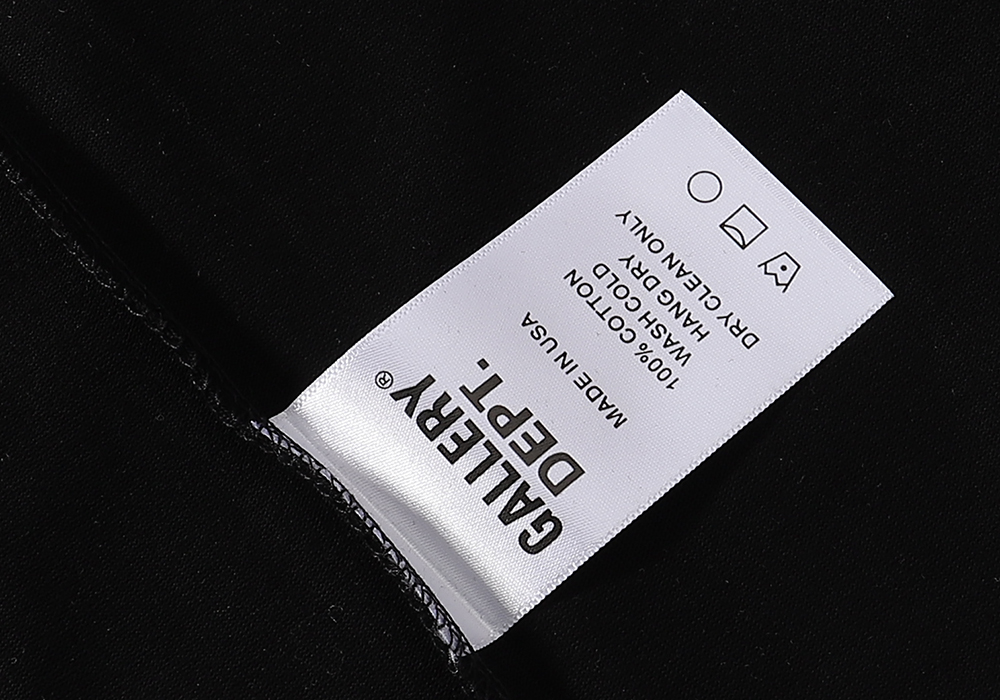 GALLERY®
DEPT.
MADE IN USA
100% COTTON
WASH COLD
HANG DRY
DRY CLEAN ONLY